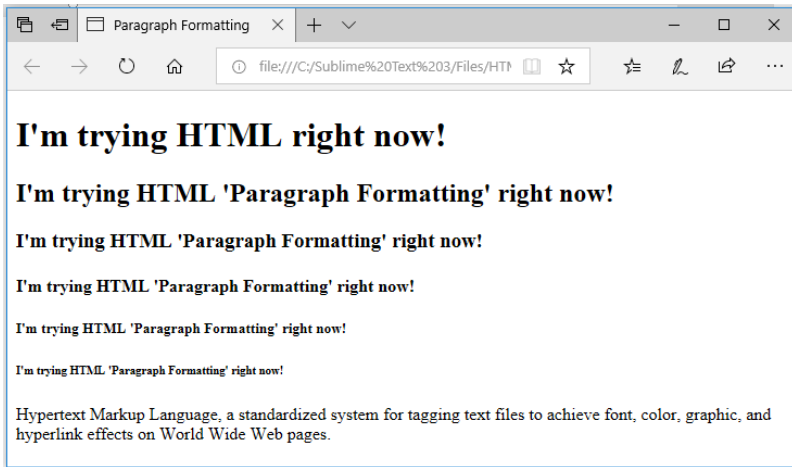 Paragraph Formatting
file:///C:/Sublime%20Text%203/Files/HTM
I'm trying HTML right now!
I'm trying HTML 'Paragraph Formatting' right now!
I'm trying HTML 'Paragraph Formatting' right now!
I'm trying HTML 'Paragraph Formatting' right now!
I'm trying HTML 'Paragraph Formatting' right now!
I'm trying HTML 'Paragraph Formatting' right now!
Hypertext Markup Language, a standardized system for tagging text files to achieve font, color, graphic, and
hyperlink effects on World Wide Web pages.